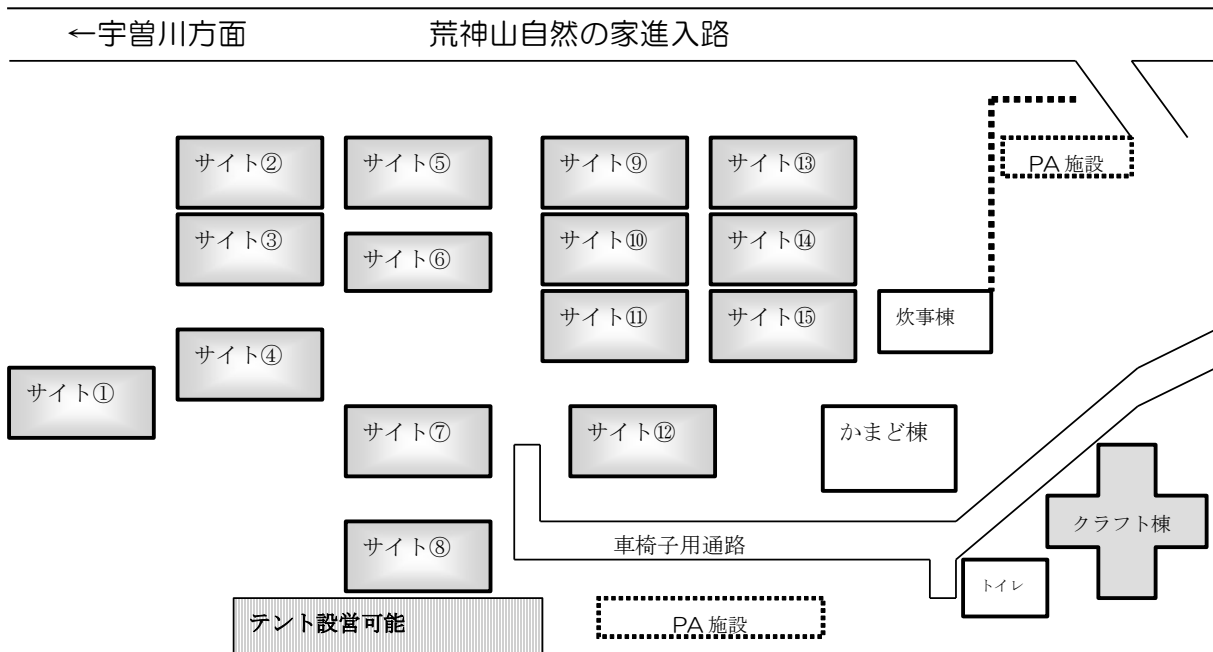 ←宇曽川方面
荒神山自然の家進入路
サイト②
サイト⑤
サイト⑨
サイト⑬
PA 施設
サイト③
サイト⑥
サイト⑩
サイト⑭
サイト⑪
サイト⑮
炊事棟
サイト④
サイト①
サイト⑦
サイト⑫
かまど棟
クラフト棟
サイト⑧
車椅子用通路
トイレ
テント設営可能
PA 施設